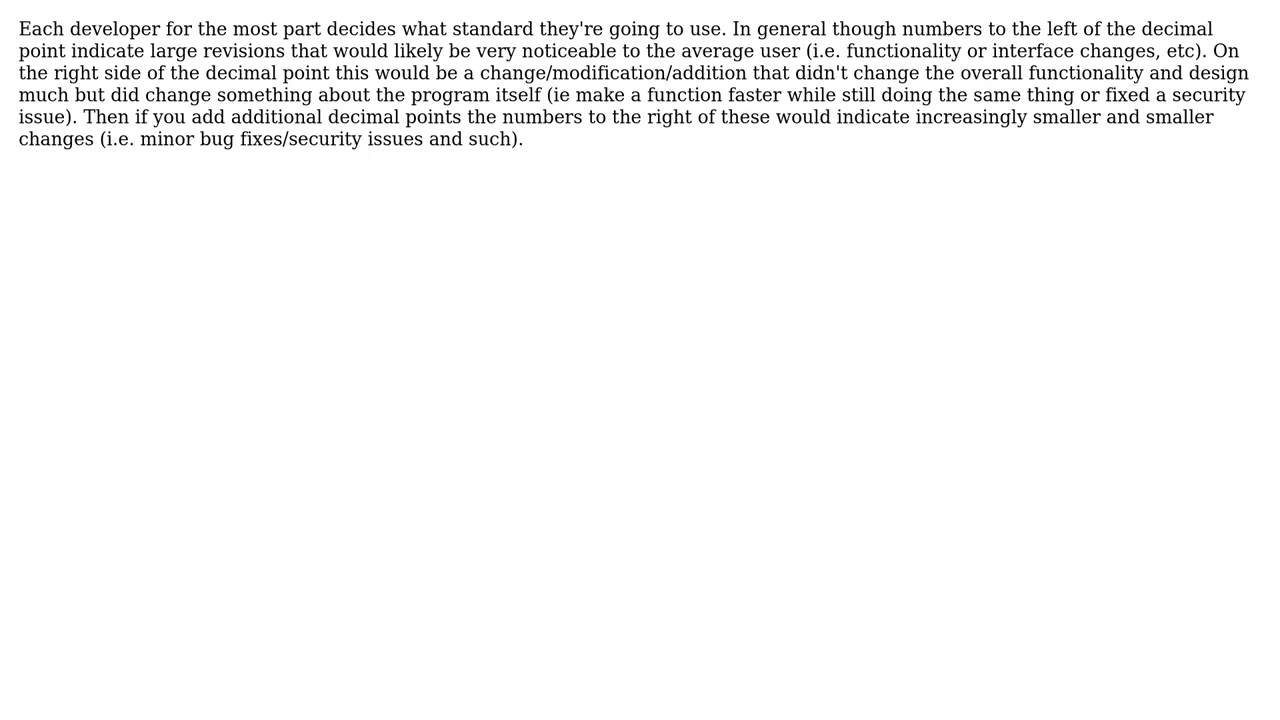 Each developer for the most part decides what standard they're going to use. In general though numbers to the left of the decimal
point indicate large revisions that would likely be very noticeable to the average user (i.e. functionality or interface changes, etc). On
the right side of the decimal point this would be a change/modification/addition that didn't change the overall functionality and design
much but did change something about the program itself (ie make a function faster while still doing the same thing or fixed a security
issue). Then if you add additional decimal points the numbers to the right of these would indicate increasingly smaller and smaller
changes (i.e. minor bug fixes/security issues and such).